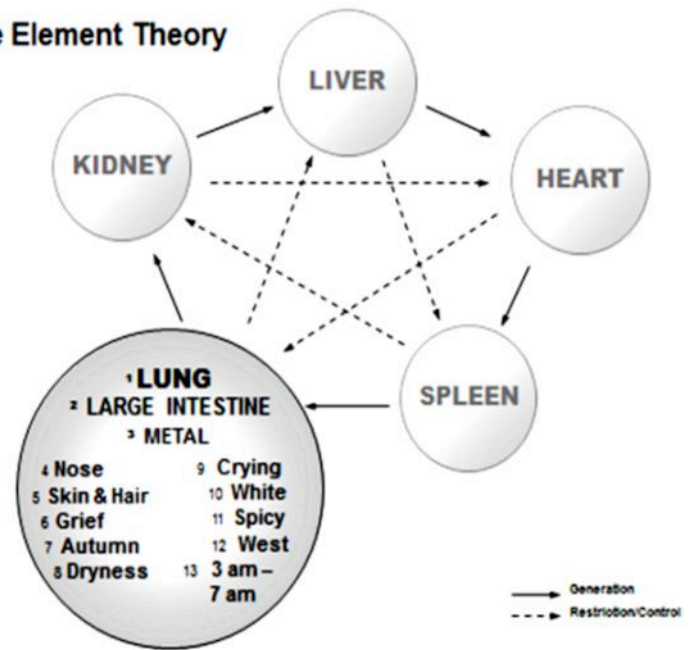 e Element Theory
LIVER
KIDNEY
HEART
SPLEEN
1 LUNG
2 LARGE INTESTINE
3 METAL
4 Nose
5 Skin & Hair
6 Grief
7 Autumn
8 Dryness
9 Crying
10 White
11 Spicy
12 West
13 3 am –
7 am
Generation
Restriction/Control